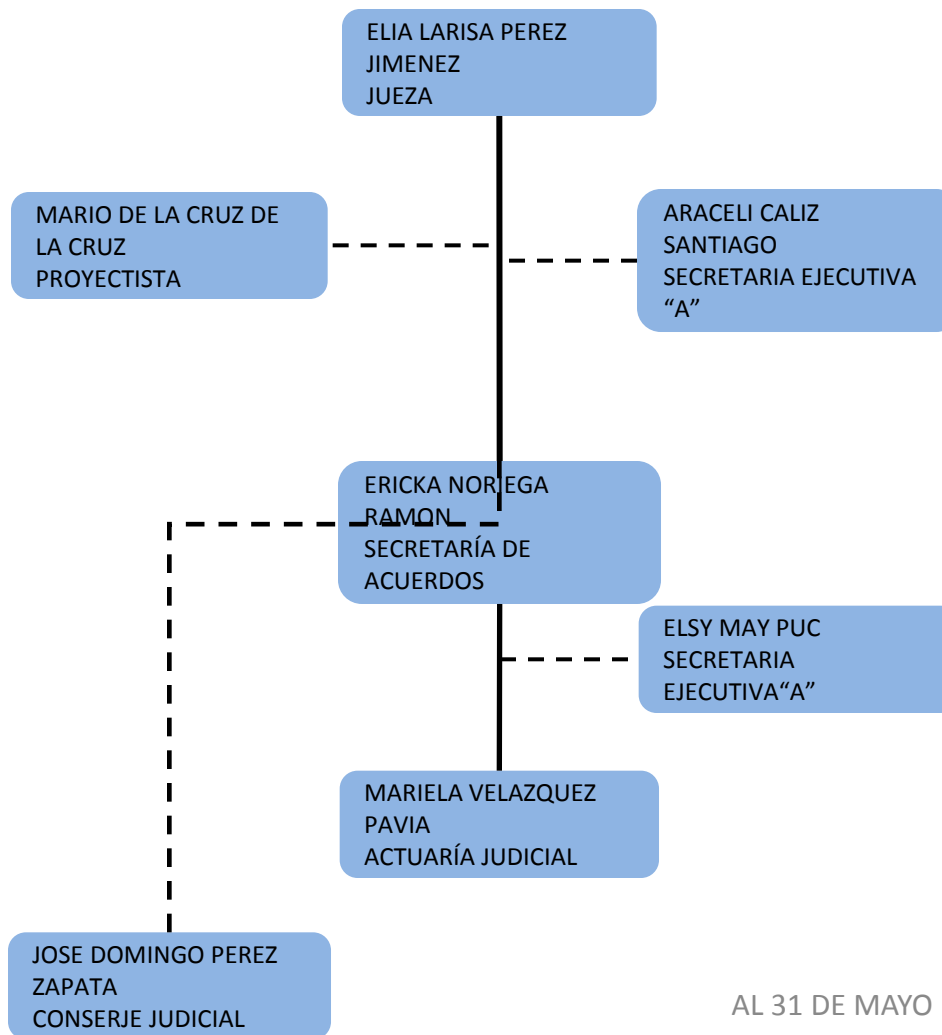 ELIA LARISA PEREZ
JIMENEZ
JUEZA
MARIO DE LA CRUZ DE
LA CRUZ
PROYECTISTA
ARACELI CALIZ
SANTIAGO
SECRETARIA EJECUTIVA
“A”
ERICKA NORIEGA
RAMON
SECRETARÍA DE
ACUERDOS
ELSY MAY PUC
SECRETARIA
EJECUTIVA“A”
MARIELA VELAZQUEZ
PAVIA
ACTUARÍA JUDICIAL
JOSE DOMINGO PEREZ
ZAPATA
CONSERJE JUDICIAL
AL 31 DE MAYO